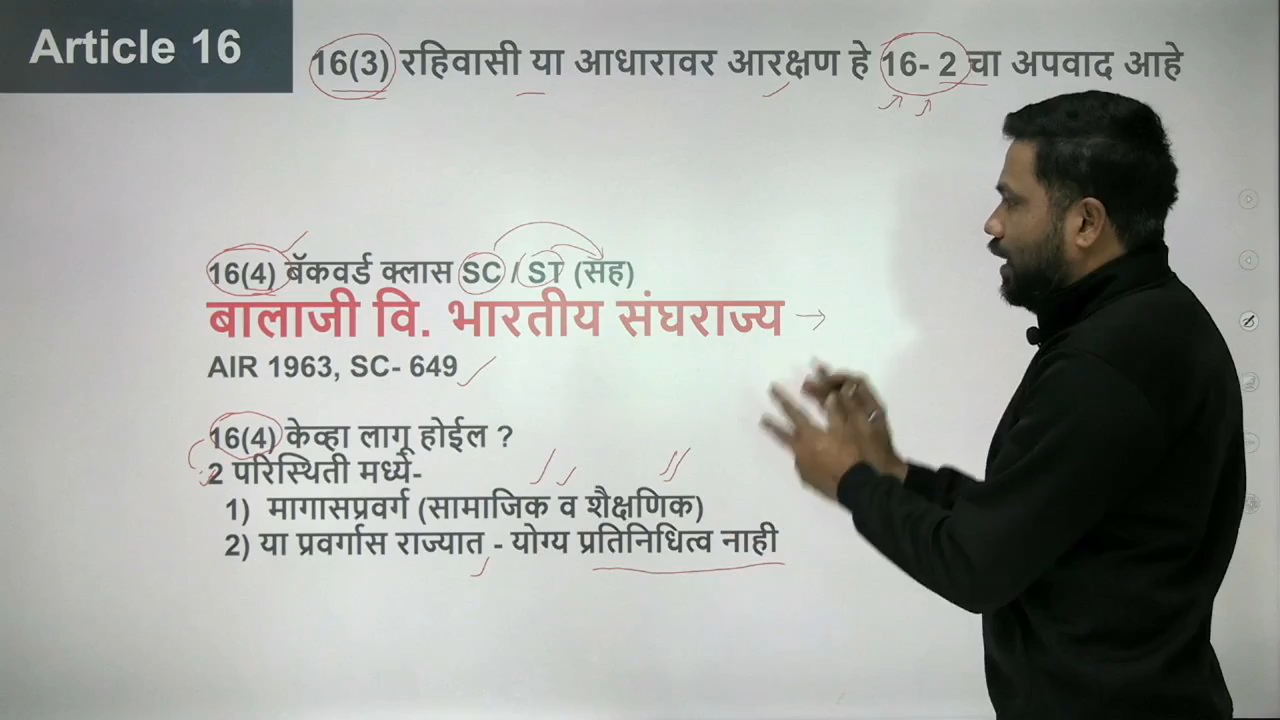 Article 16
16(3) रहिवासी या आधारावर आरक्षण हे 16- 2 चा अपवाद आहे
16(4) बॅकवर्ड क्लास SC / ST (सह)
बालाजी वि. भारतीय संघराज्य
AIR 1963, SC- 649
16(4) केव्हा लागू होईल ?
2 परिस्थिती मध्ये-
1) मागासप्रवर्ग (सामाजिक व शैक्षणिक)
2) या प्रवर्गास राज्यात - योग्य प्रतिनिधित्व नाही